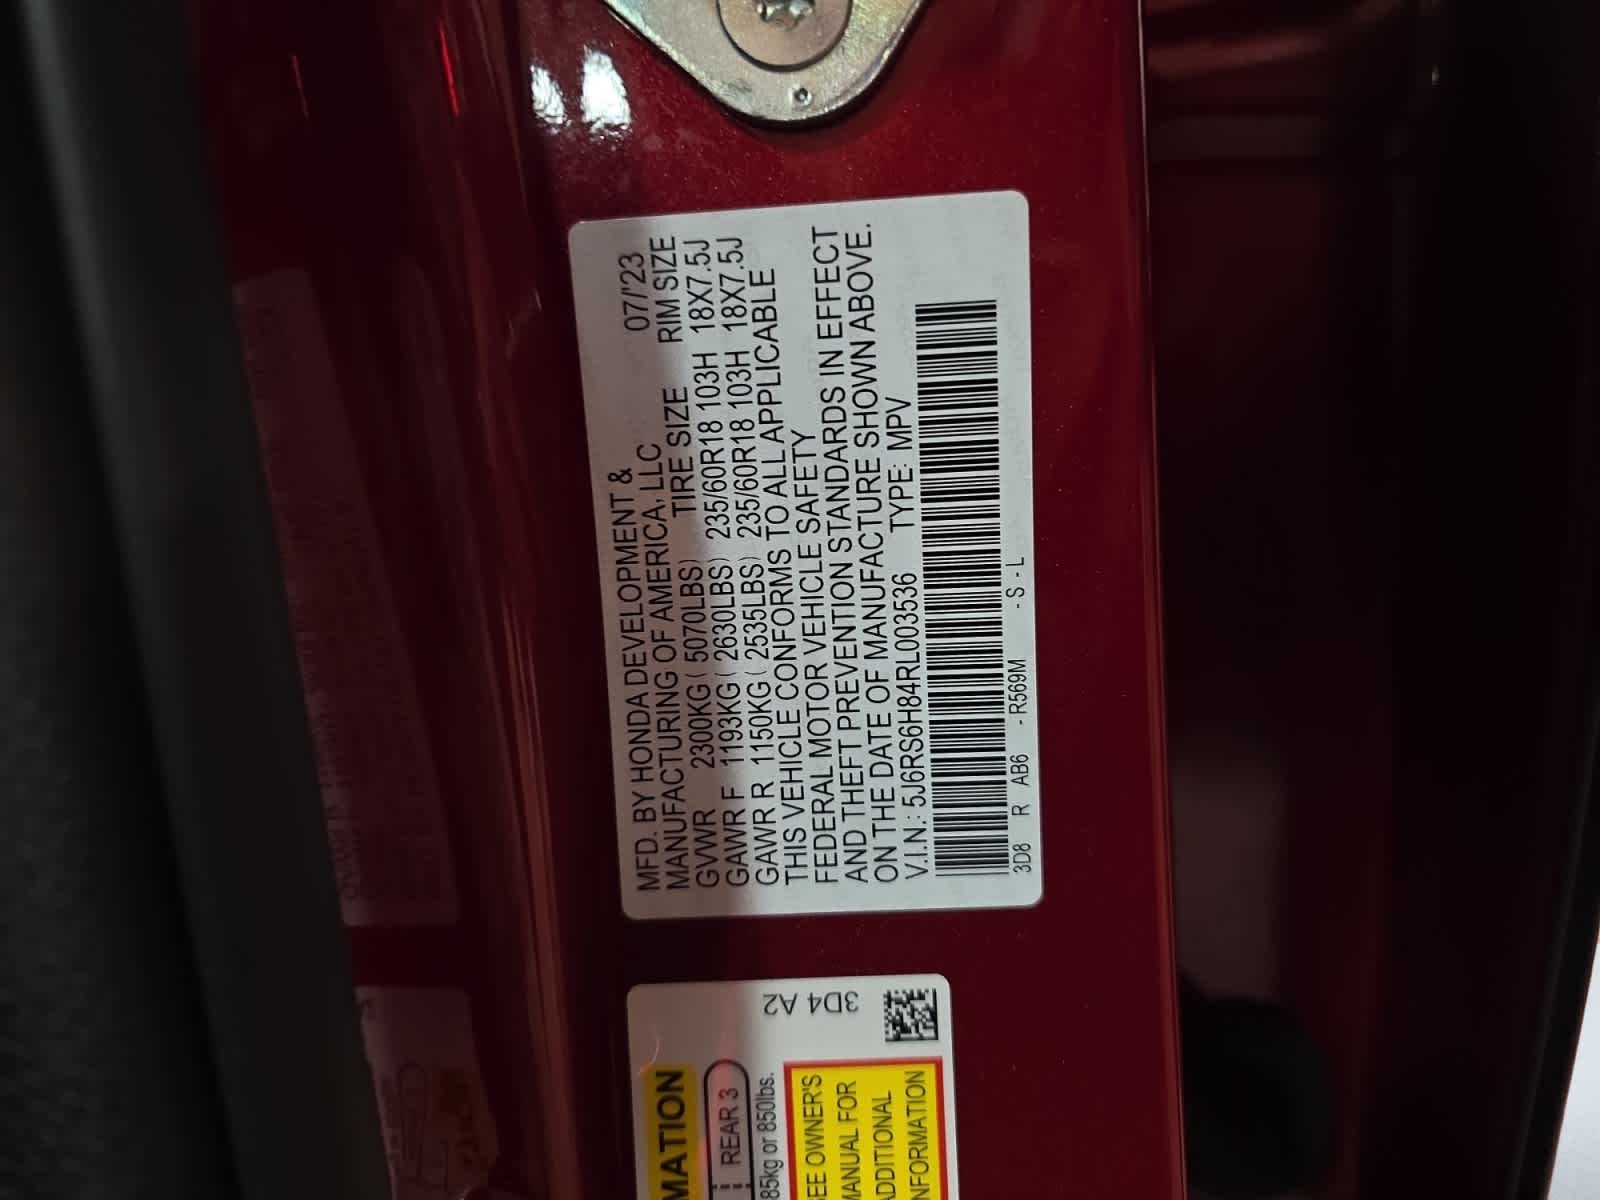 MFD. BY HONDA DEVELOPMENT & 07/'23
MANUFACTURING OF AMERICA, LLC
TIRE SIZE RIM SIZE
GVWR 2300KG ( 5070LBS)
GAWR F 1193KG ( 2630LBS) 235/60R18 103H 18X7.5J
GAWR R 1150KG ( 2535LBS) 235/60R18 103H 18X7.5J
THIS VEHICLE CONFORMS TO ALL APPLICABLE
FEDERAL MOTOR VEHICLE SAFETY
AND THEFT PREVENTION STANDARDS IN EFFECT
ON THE DATE OF MANUFACTURE SHOWN ABOVE.
V.I.N.: 5J6RS6H84RL003536 TYPE: MPV
3D8 R AB6 - R569M - S - L
3D4 A2
MATION
REAR 3
85kg or 850lbs.
EE OWNER'S
MANUAL FOR
ADDITIONAL
NFORMATION